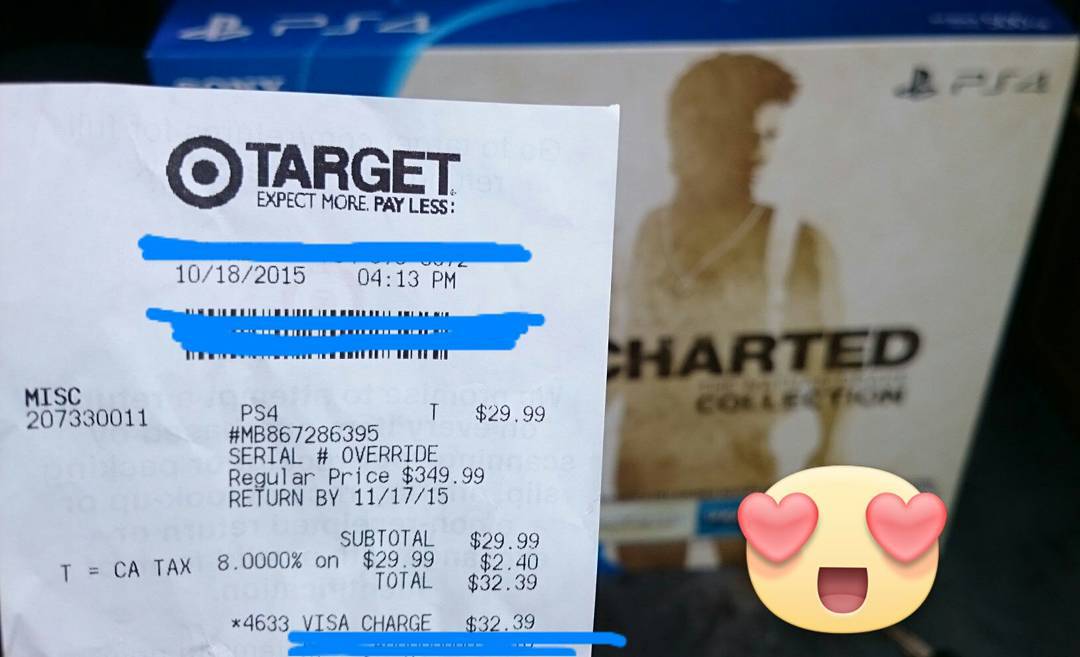 PS4
SONY
PS4
TARGET
EXPECT MORE. PAY LESS.
10/18/2015 04:13 PM
MISC
207330011 PS4 T $29.99
#MB867286395
SERIAL # OVERRIDE
Regular Price $349.99
RETURN BY 11/17/15
SUBTOTAL $29.99
T = CA TAX 8.0000% on $29.99 $2.40
TOTAL $32.39
*4633 VISA CHARGE $32.39
CHARTED
COLLECTION